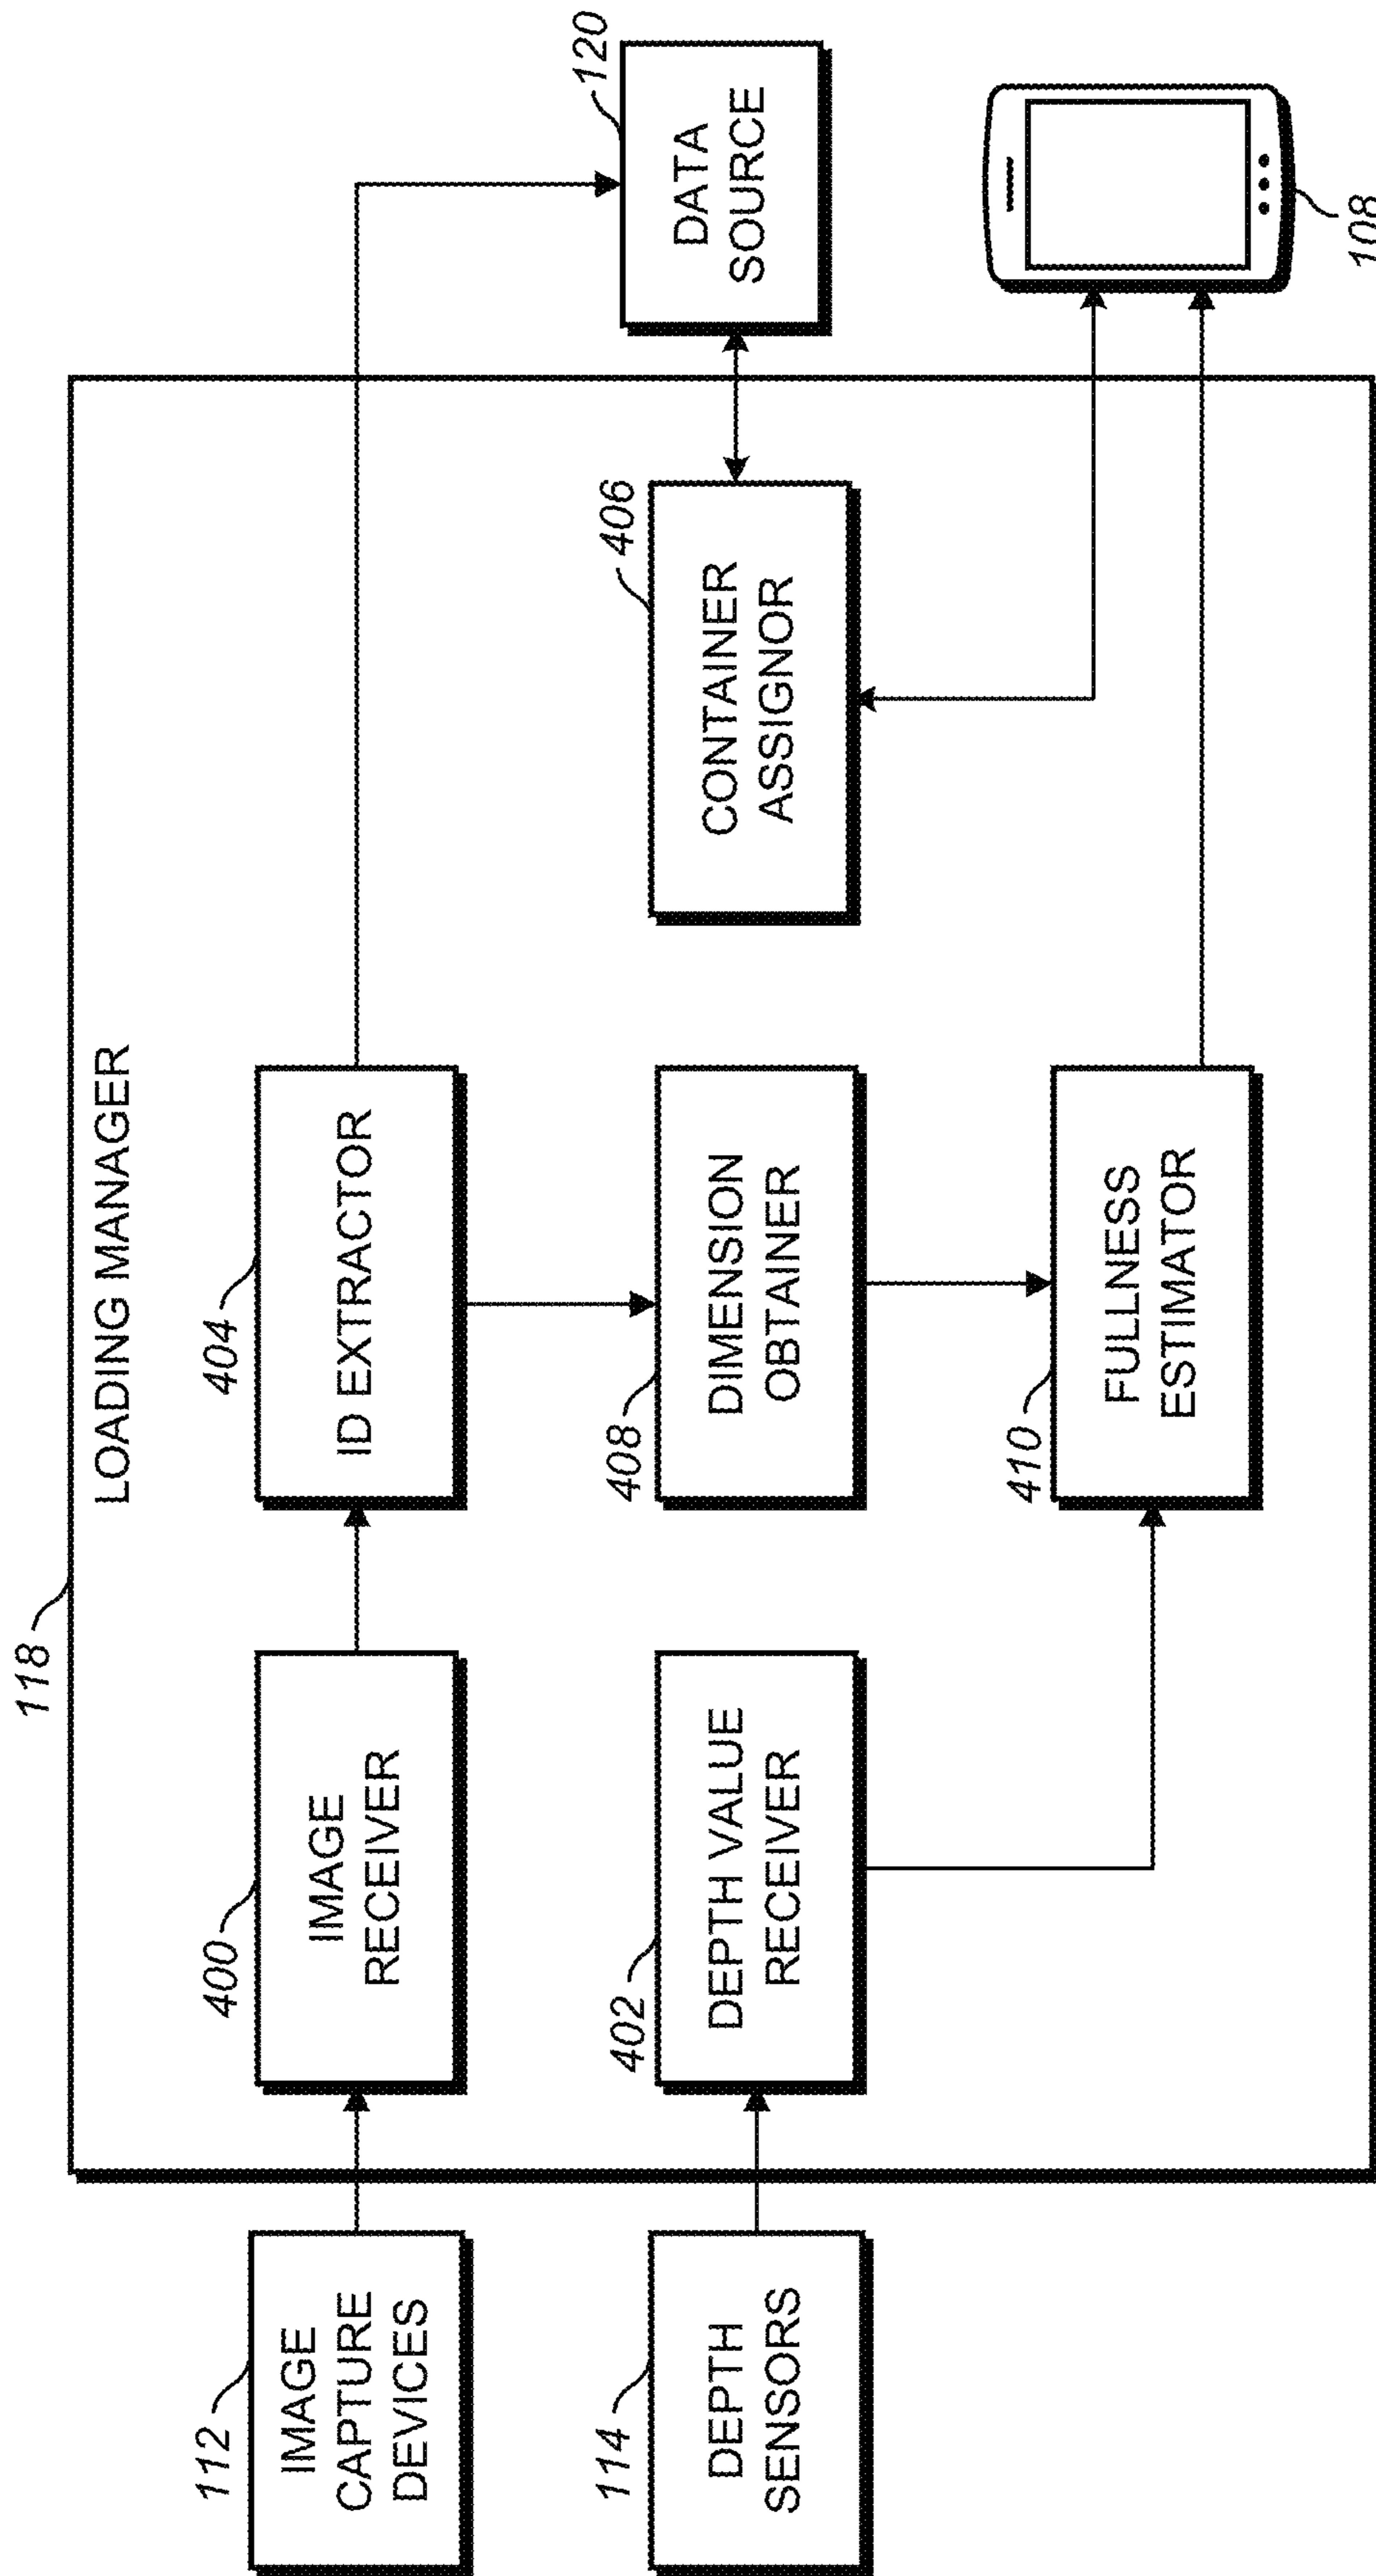 118
LOADING MANAGER
112
IMAGE
CAPTURE
DEVICES
400
IMAGE
RECEIVER
404
ID EXTRACTOR
120
DATA
SOURCE
114
DEPTH
SENSORS
402
DEPTH VALUE
RECEIVER
408
DIMENSION
OBTAINER
406
CONTAINER
ASSIGNOR
410
FULLNESS
ESTIMATOR
108